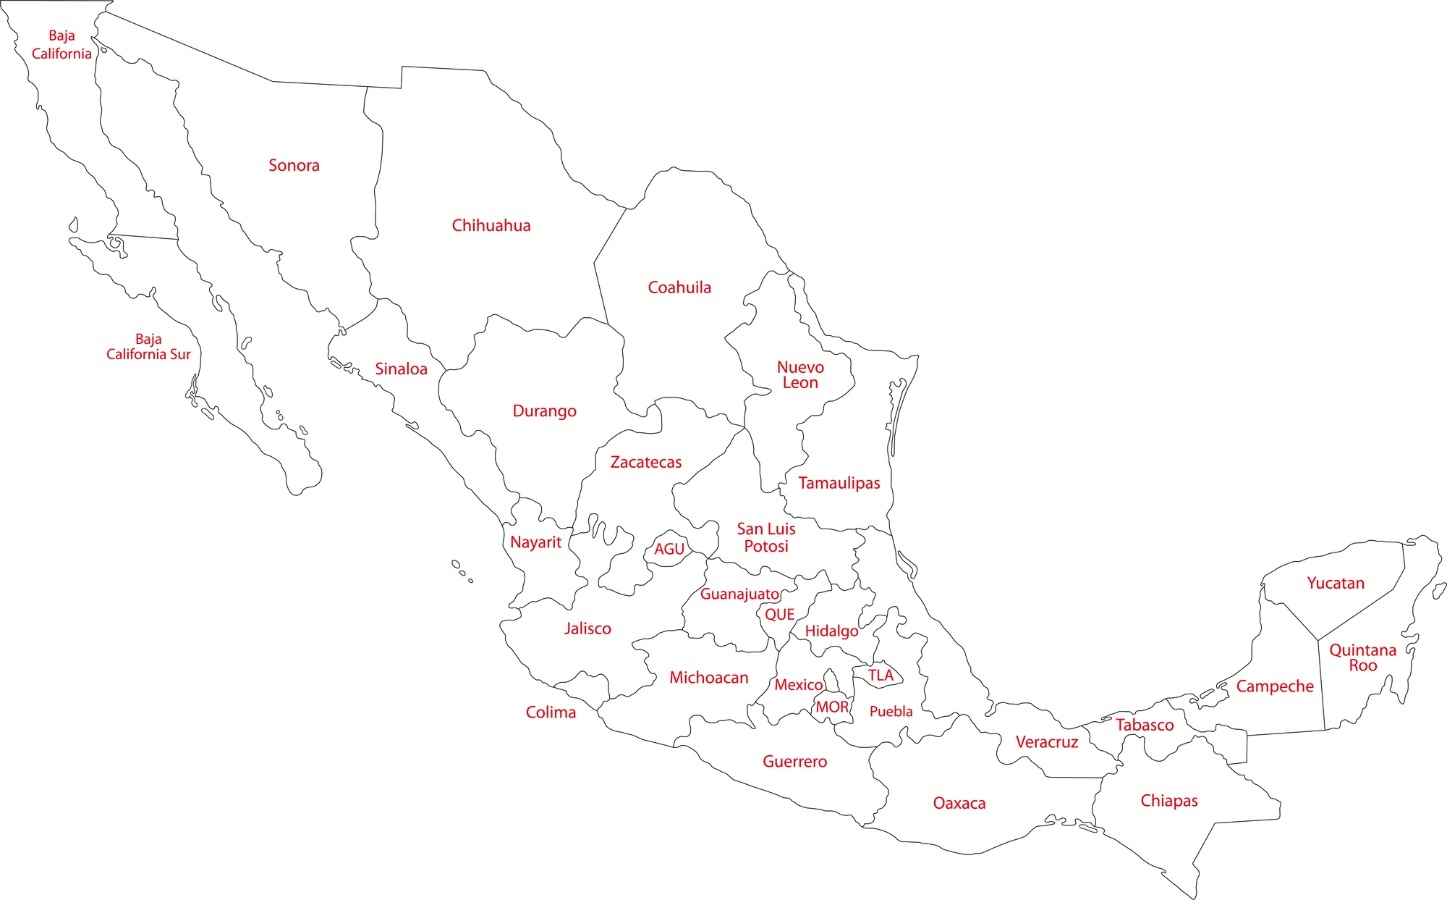 Baja
California
Sonora
Chihuahua
Coahuila
Baja
California Sur
Sinaloa
Nuevo
Leon
Durango
Zacatecas
Tamaulipas
San Luis
Potosi
Nayarit
AGU
Yucatan
Guanajuato
QUE
Jalisco
Hidalgo
Quintana
Roo
Michoacan
Mexico
TLA
Campeche
Colima
MOR
Puebla
Tabasco
Veracruz
Guerrero
Oaxaca
Chiapas